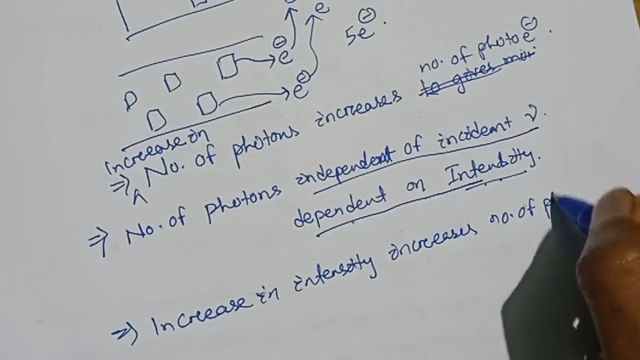 e⊖
e⊖
5e⊖.
e⊖
e⊖
no. of photo e⊖.
Increase in
⇒ ∧ No. of photons increases to gives more
⇒ No. of photons independent of incident ν.
dependent on Intensity.
⇒ Increase in intensity increases no. of p